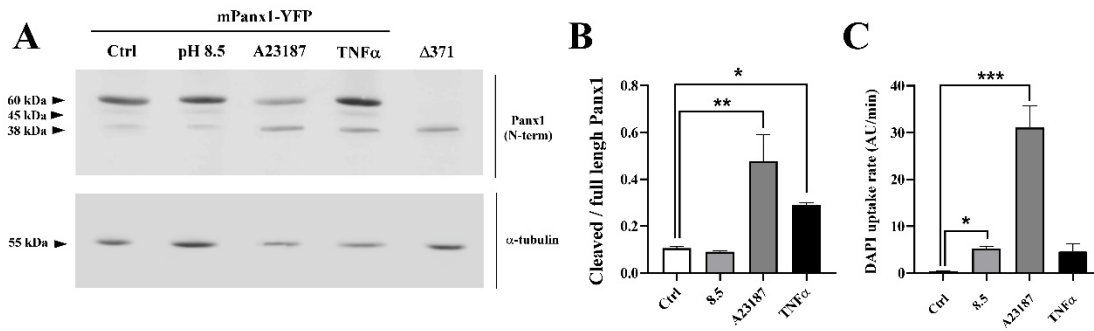 A
mPanx1-YFP
Ctrl pH 8.5 A23187 TNFα Δ371
60 kDa
45 kDa
38 kDa
Panx1
(N-term)
55 kDa
α-tubulin
B
Cleaved / full lengh Panx1
0.8
0.6
0.4
0.2
0.0
*
**
Ctrl 8.5 A23187 TNFα
C
DAPI uptake rate (AU/min)
40
30
20
10
0
***
*
Ctrl 8.5 A23187 TNFα